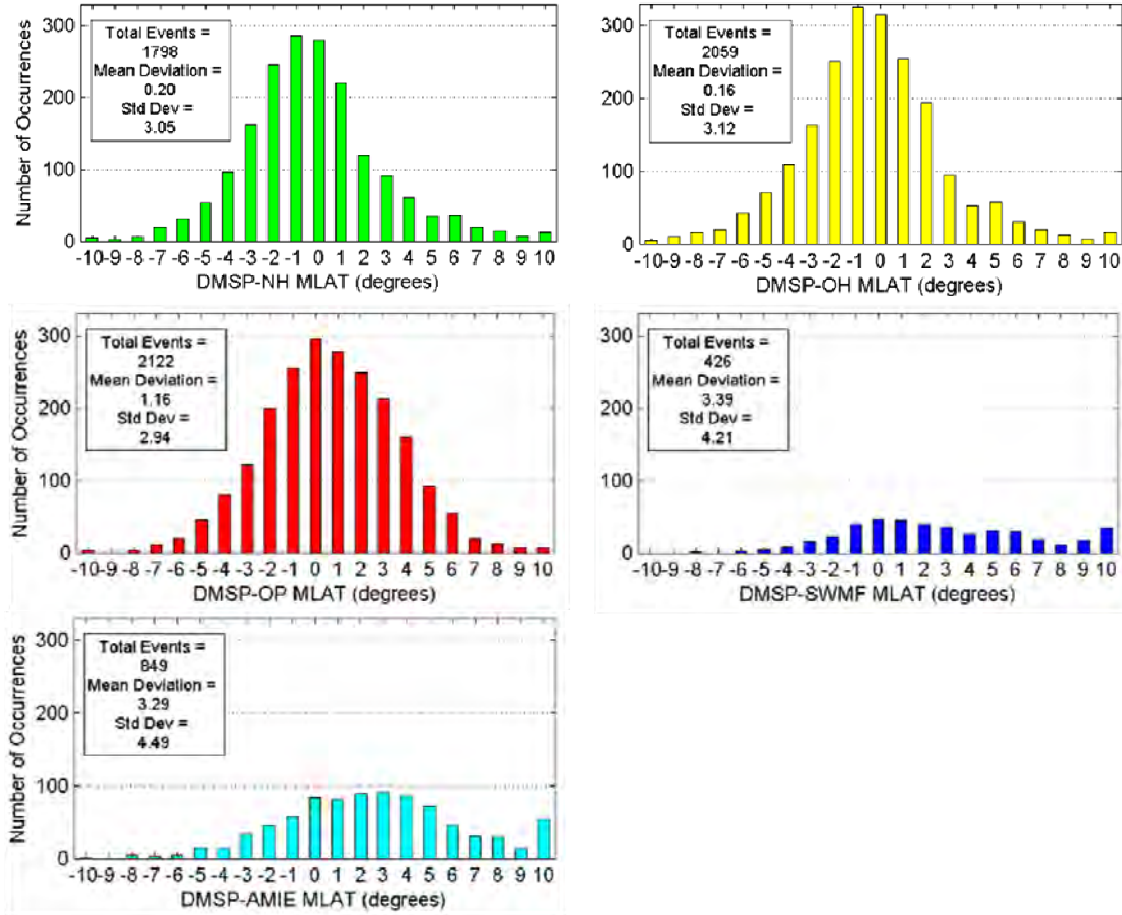 Number of Occurrences
300
200
100
0
Total Events =
1798
Mean Deviation =
0.20
Std Dev =
3.05
-10 -9 -8 -7 -6 -5 -4 -3 -2 -1 0 1 2 3 4 5 6 7 8 9 10
DMSP-NH MLAT (degrees)
300
200
100
0
Total Events =
2059
Mean Deviation =
0.16
Std Dev =
3.12
-10 -9 -8 -7 -6 -5 -4 -3 -2 -1 0 1 2 3 4 5 6 7 8 9 10
DMSP-OH MLAT (degrees)
Number of Occurrences
300
200
100
0
Total Events =
2122
Mean Deviation =
1.16
Std Dev =
2.94
-10 -9 -8 -7 -6 -5 -4 -3 -2 -1 0 1 2 3 4 5 6 7 8 9 10
DMSP-OP MLAT (degrees)
300
200
100
0
Total Events =
426
Mean Deviation =
3.39
Std Dev =
4.21
-10 -9 -8 -7 -6 -5 -4 -3 -2 -1 0 1 2 3 4 5 6 7 8 9 10
DMSP-SWMF MLAT (degrees)
Number of Occurrences
300
200
100
0
Total Events =
849
Mean Deviation =
3.29
Std Dev =
4.49
-10 -9 -8 -7 -6 -5 -4 -3 -2 -1 0 1 2 3 4 5 6 7 8 9 10
DMSP-AMIE MLAT (degrees)